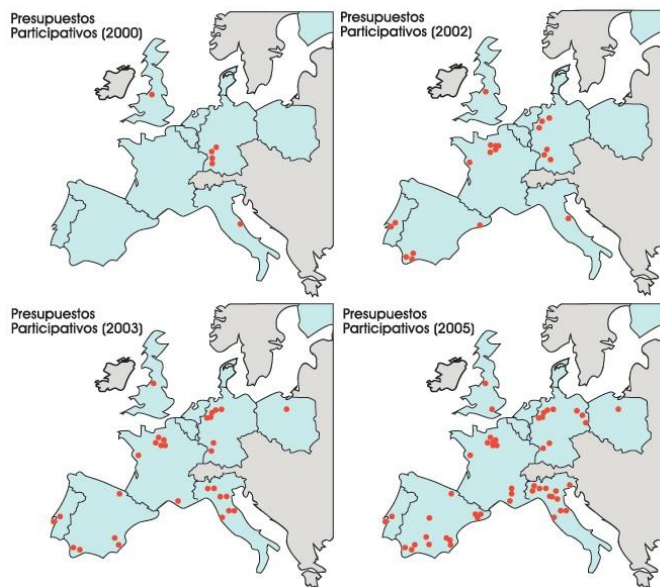 Presupuestos
Participativos (2000)
Presupuestos
Participativos (2002)
Presupuestos
Participativos (2003)
Presupuestos
Participativos (2005)